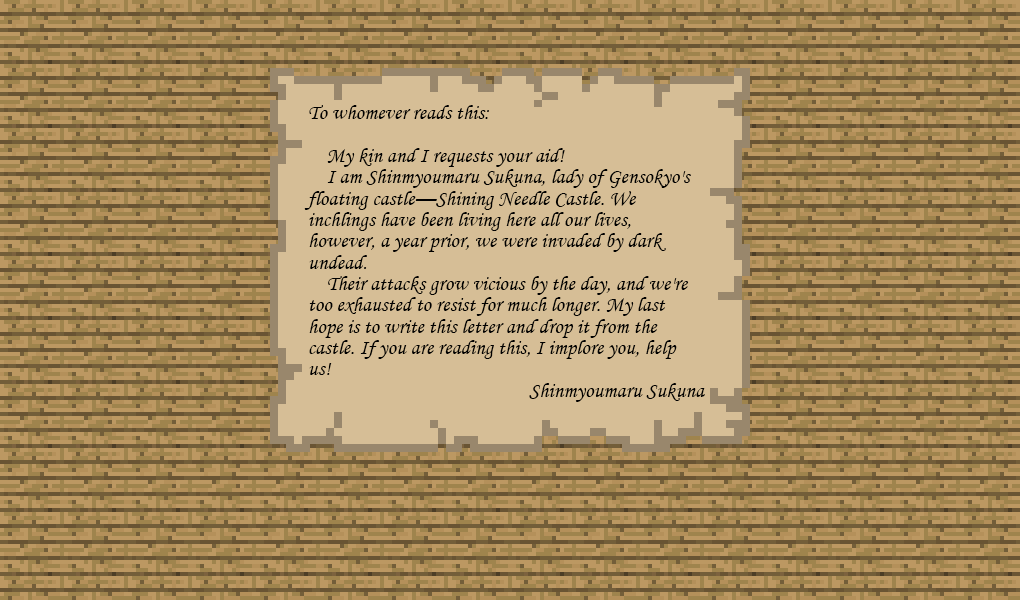 To whomever reads this:
My kin and I requests your aid!
I am Shinmyoumaru Sukuna, lady of Gensokyo's
floating castle—Shining Needle Castle. We
inchlings have been living here all our lives,
however, a year prior, we were invaded by dark
undead.
Their attacks grow vicious by the day, and we're
too exhausted to resist for much longer. My last
hope is to write this letter and drop it from the
castle. If you are reading this, I implore you, help
us!
Shinmyoumaru Sukuna